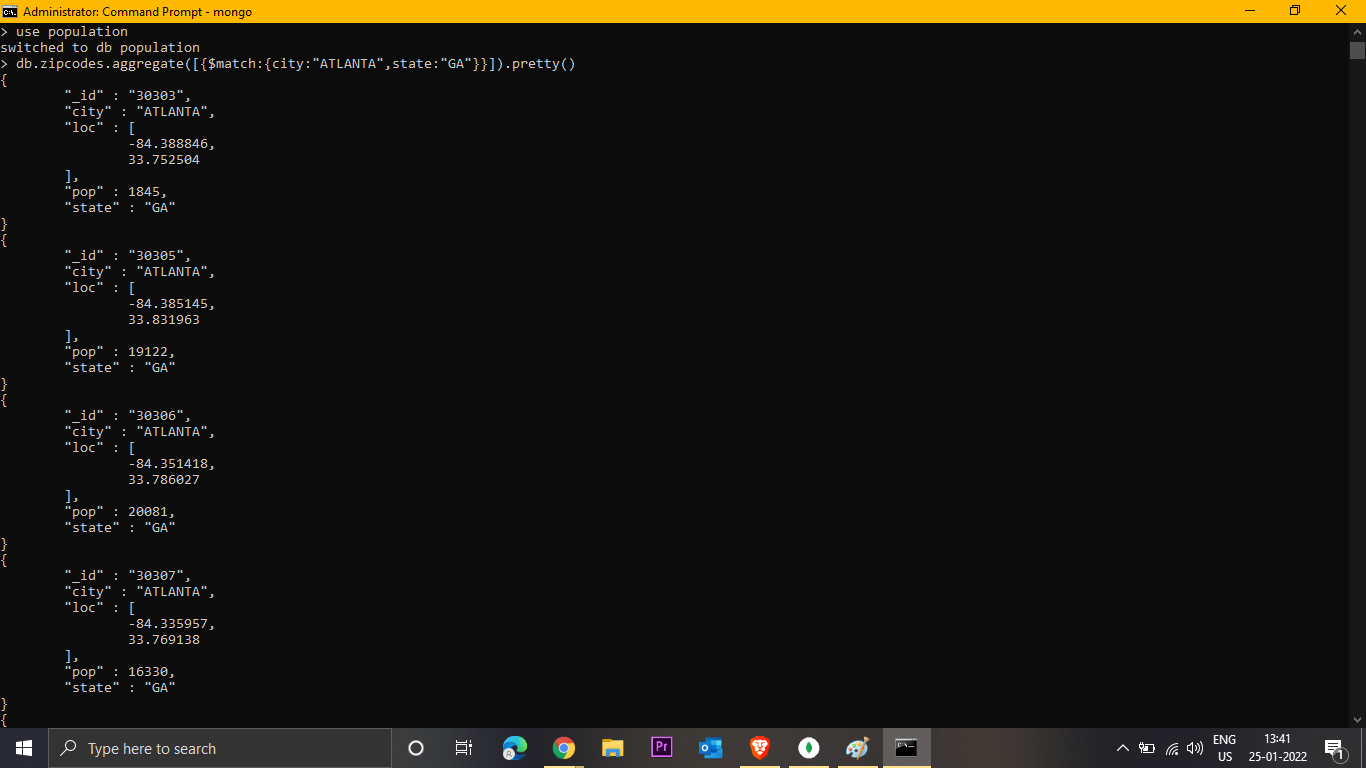 Administrator: Command Prompt - mongo
> use population
switched to db population
> db.zipcodes.aggregate([{$match:{city:"ATLANTA",state:"GA"}}]).pretty()
{
        "_id" : "30303",
        "city" : "ATLANTA",
        "loc" : [
                -84.388846,
                33.752504
        ],
        "pop" : 1845,
        "state" : "GA"
}
{
        "_id" : "30305",
        "city" : "ATLANTA",
        "loc" : [
                -84.385145,
                33.831963
        ],
        "pop" : 19122,
        "state" : "GA"
}
{
        "_id" : "30306",
        "city" : "ATLANTA",
        "loc" : [
                -84.351418,
                33.786027
        ],
        "pop" : 20081,
        "state" : "GA"
}
{
        "_id" : "30307",
        "city" : "ATLANTA",
        "loc" : [
                -84.335957,
                33.769138
        ],
        "pop" : 16330,
        "state" : "GA"
}
{
Type here to search
Pr
ENG
US
13:41
25-01-2022
1